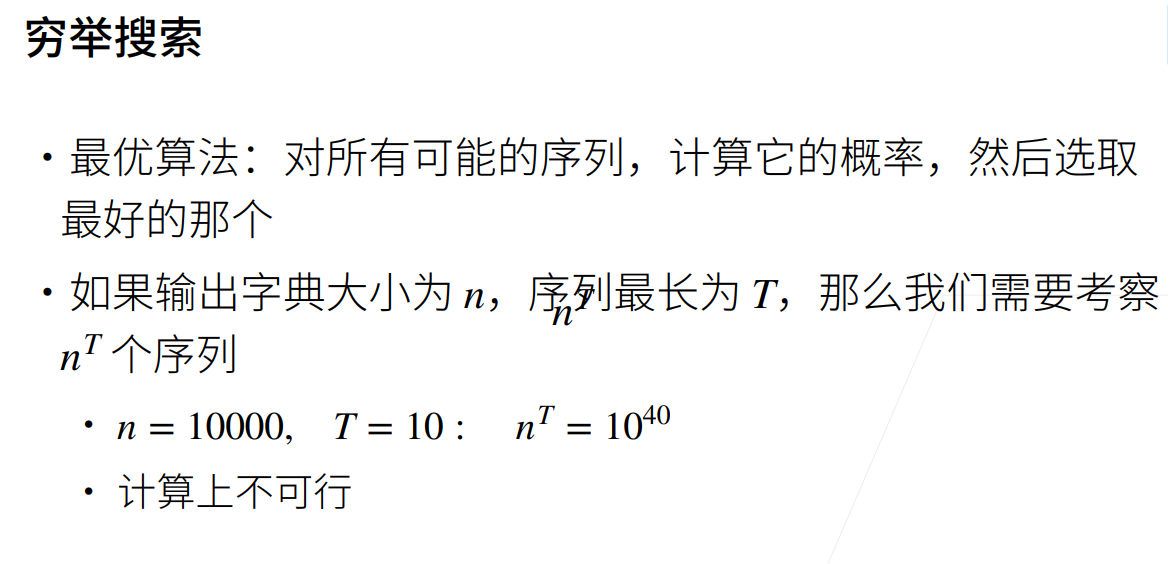 穷举搜索
• 最优算法：对所有可能的序列，计算它的概率，然后选取
最好的那个
• 如果输出字典大小为 n，序列最长为 T，那么我们需要考察
n^T
n^T 个序列
• n = 10000,    T = 10 :    n^T = 10^40
• 计算上不可行